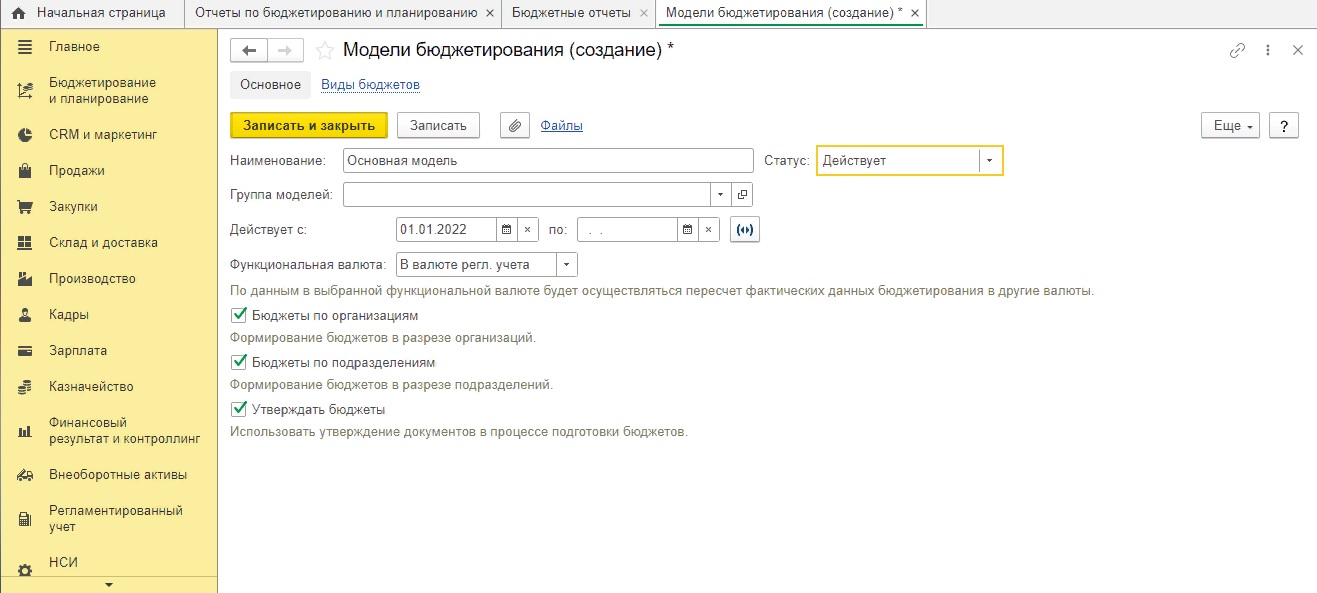 Начальная страница
Отчеты по бюджетированию и планированию ×
Бюджетные отчеты ×
Модели бюджетирования (создание) * ×
Главное
Бюджетирование
и планирование
CRM и маркетинг
Продажи
Закупки
Склад и доставка
Производство
Кадры
Зарплата
Казначейство
Финансовый
результат и контроллинг
Внеоборотные активы
Регламентированный
учет
НСИ
Модели бюджетирования (создание) *
Основное Виды бюджетов
Записать и закрыть Записать Файлы Еще ?
Наименование: Основная модель Статус: Действует
Группа моделей:
Действует с: 01.01.2022 × по: . . ×
Функциональная валюта: В валюте регл. учета
По данным в выбранной функциональной валюте будет осуществляться пересчет фактических данных бюджетирования в другие валюты.
Бюджеты по организациям
Формирование бюджетов в разрезе организаций.
Бюджеты по подразделениям
Формирование бюджетов в разрезе подразделений.
Утверждать бюджеты
Использовать утверждение документов в процессе подготовки бюджетов.